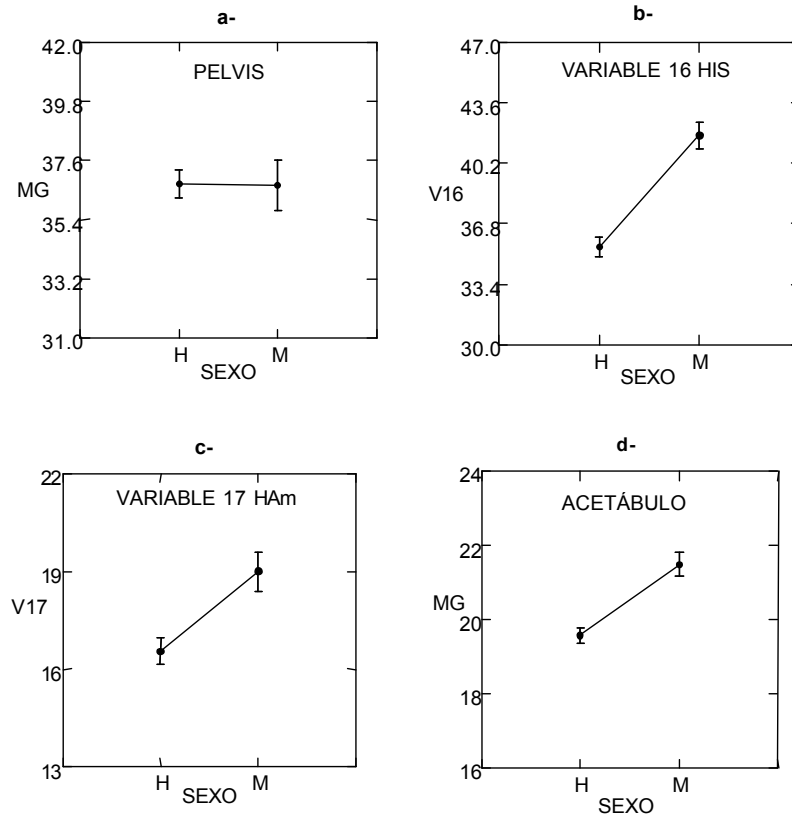 a-
PELVIS
42.0
39.8
37.6
35.4
33.2
31.0
MG
H M
SEXO
b-
VARIABLE 16 HIS
47.0
43.6
40.2
36.8
33.4
30.0
V16
H M
SEXO
c-
VARIABLE 17 HAm
22
19
16
13
V17
H M
SEXO
d-
ACETÁBULO
24
22
20
18
16
MG
H M
SEXO